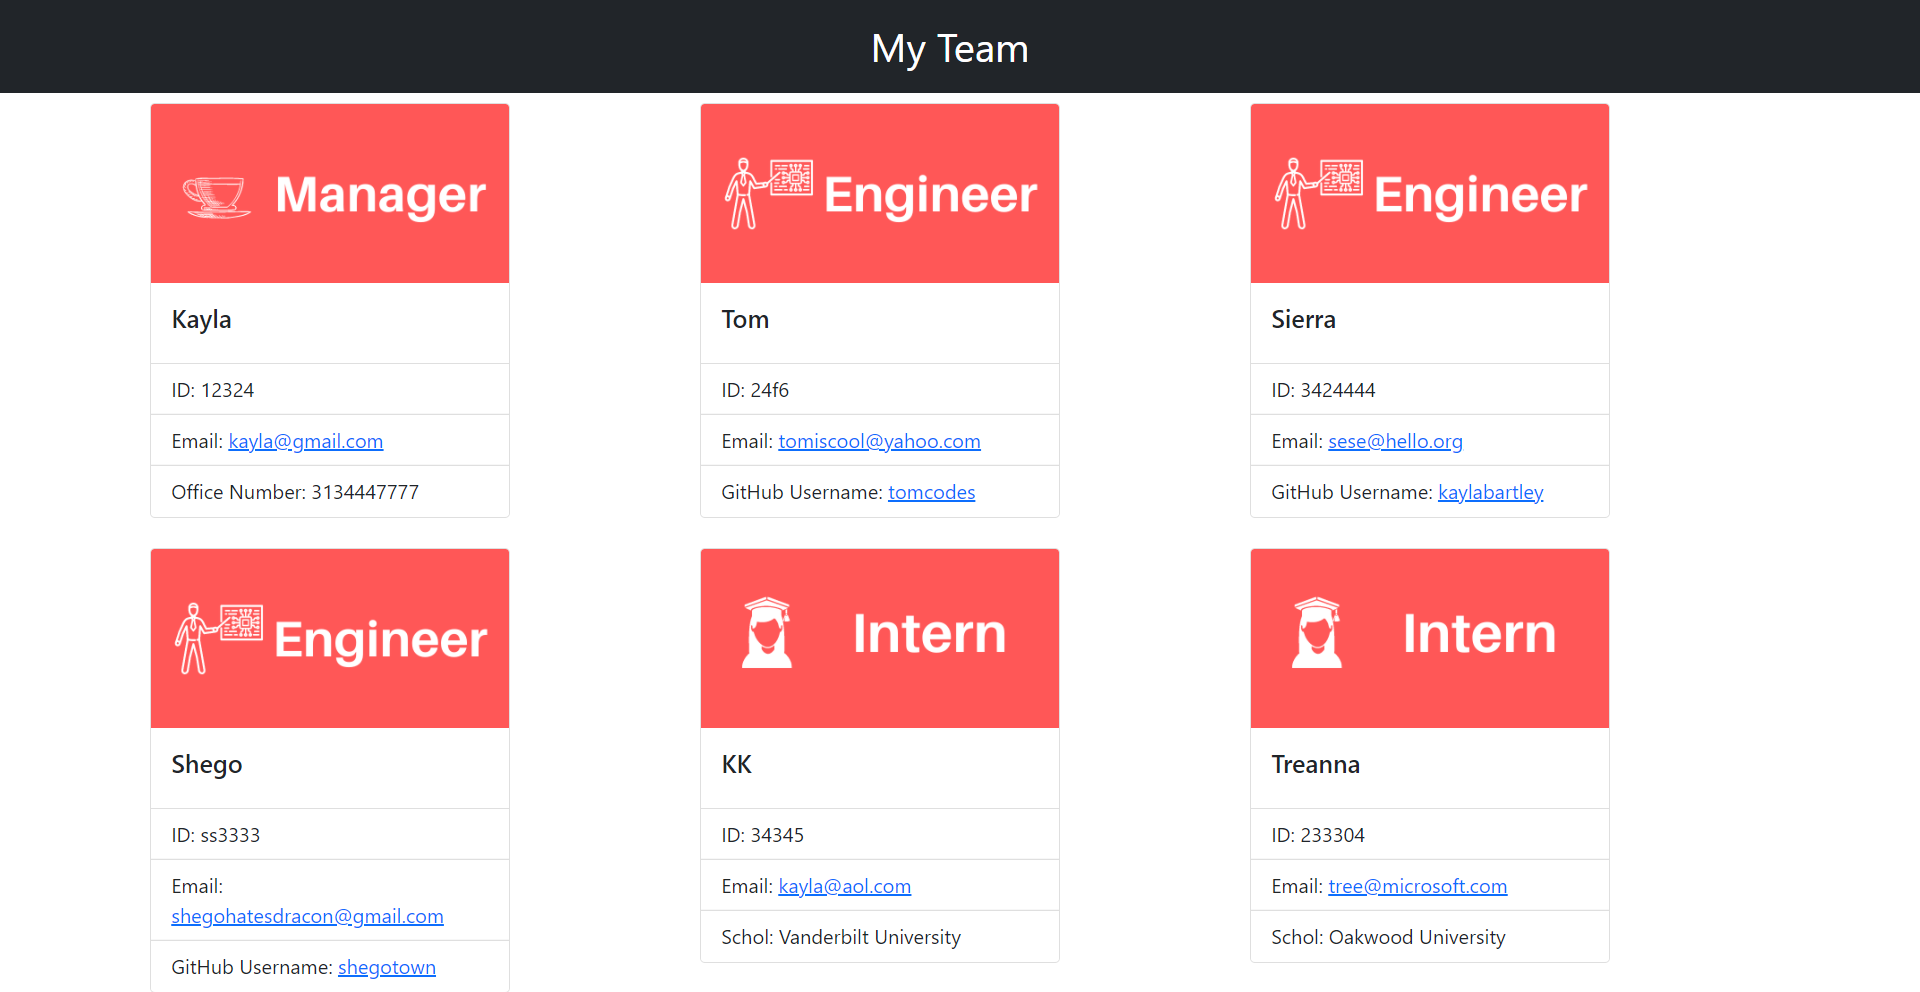 My Team
Manager
Kayla
ID: 12324
Email: kayla@gmail.com
Office Number: 3134447777
Engineer
Tom
ID: 24f6
Email: tomiscool@yahoo.com
GitHub Username: tomcodes
Engineer
Sierra
ID: 3424444
Email: sese@hello.org
GitHub Username: kaylabartley
Engineer
Shego
ID: ss3333
Email:
shegohatesdracon@gmail.com
GitHub Username: shegotown
Intern
KK
ID: 34345
Email: kayla@aol.com
Schol: Vanderbilt University
Intern
Treanna
ID: 233304
Email: tree@microsoft.com
Schol: Oakwood University